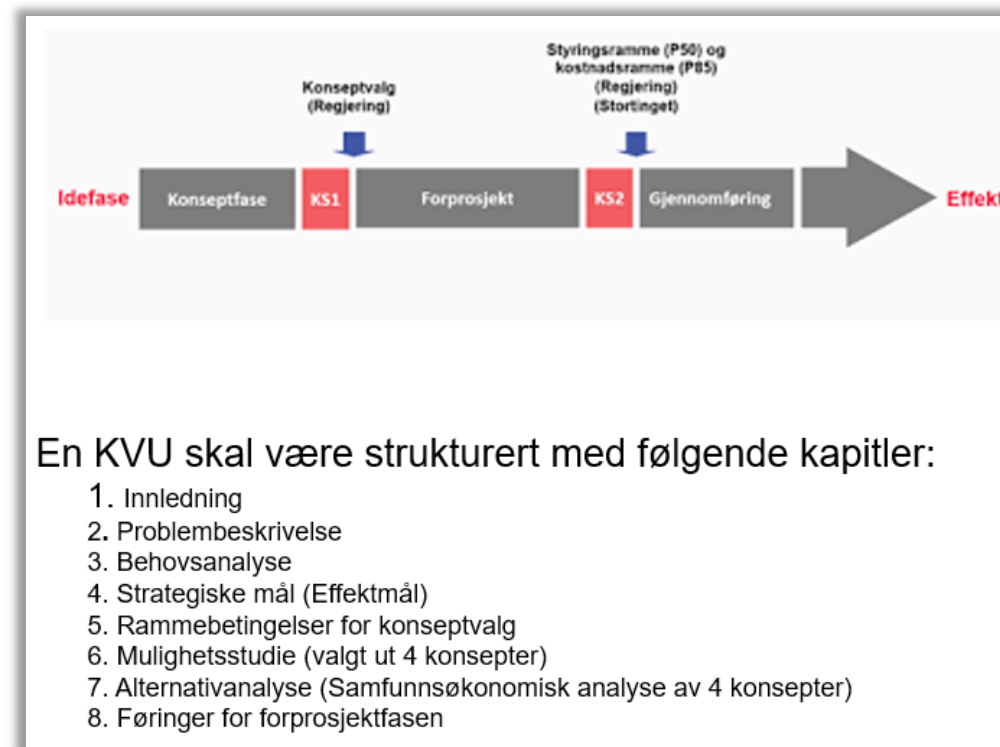 Styringsramme (P50) og
kostnadsramme (P85)
(Regjering)
(Stortinget)
Konseptvalg
(Regjering)
Idefase
Konseptfase
KS1
Forprosjekt
KS2
Gjennomføring
Effekt
En KVU skal være strukturert med følgende kapitler:
1. Innledning
2. Problembeskrivelse
3. Behovsanalyse
4. Strategiske mål (Effektmål)
5. Rammebetingelser for konseptvalg
6. Mulighetsstudie (valgt ut 4 konsepter)
7. Alternativanalyse (Samfunnsøkonomisk analyse av 4 konsepter)
8. Føringer for forprosjektfasen